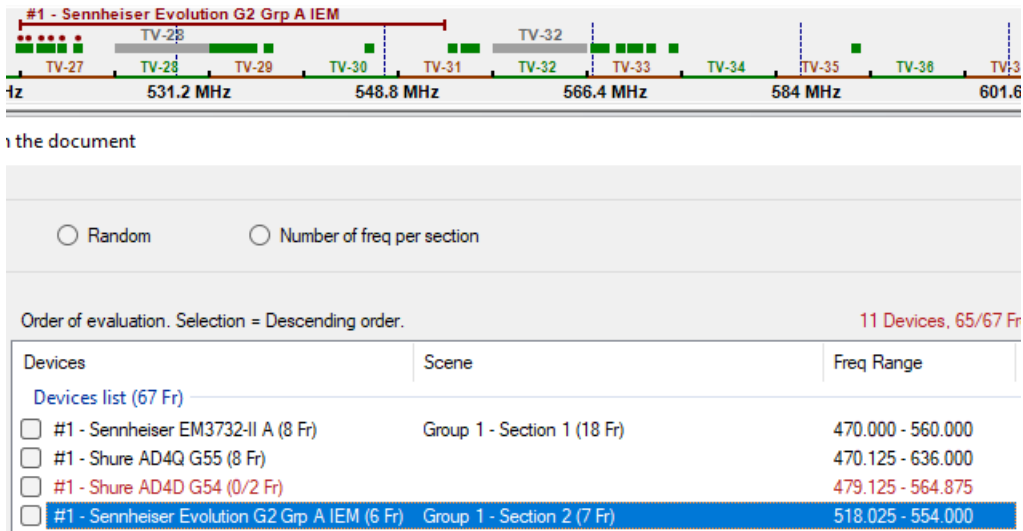 #1 - Sennheiser Evolution G2 Grp A IEM
TV-28 TV-32
TV-27 TV-28 TV-29 TV-30 TV-31 TV-32 TV-33 TV-34 TV-35 TV-36 TV-3
Hz 531.2 MHz 548.8 MHz 566.4 MHz 584 MHz 601.6
the document
Random Number of freq per section
Order of evaluation. Selection = Descending order. 11 Devices, 65/67 Fr
Devices Scene Freq Range
Devices list (67 Fr)
#1 - Sennheiser EM3732-II A (8 Fr) Group 1 - Section 1 (18 Fr) 470.000 - 560.000
#1 - Shure AD4Q G55 (8 Fr) 470.125 - 636.000
#1 - Shure AD4D G54 (0/2 Fr) 479.125 - 564.875
#1 - Sennheiser Evolution G2 Grp A IEM (6 Fr) Group 1 - Section 2 (7 Fr) 518.025 - 554.000